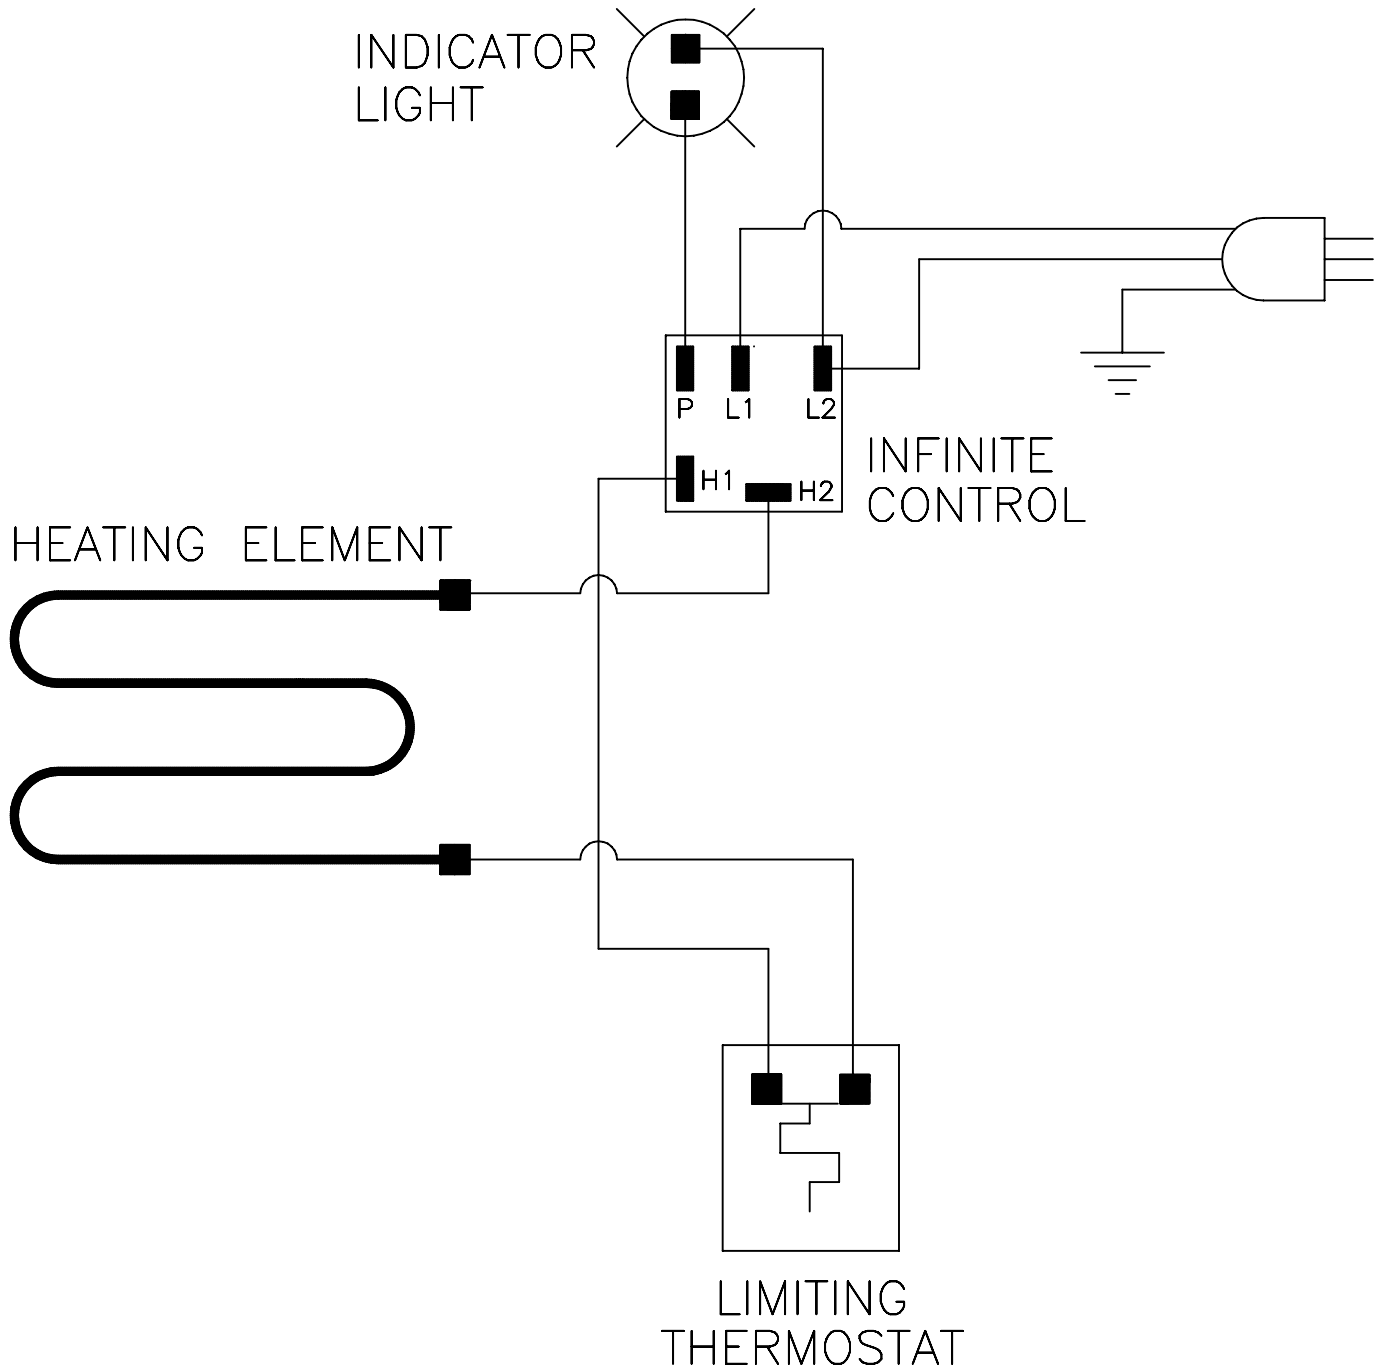 INDICATOR
LIGHT
P L1 L2
H1 H2
INFINITE
CONTROL
HEATING ELEMENT
LIMITING
THERMOSTAT